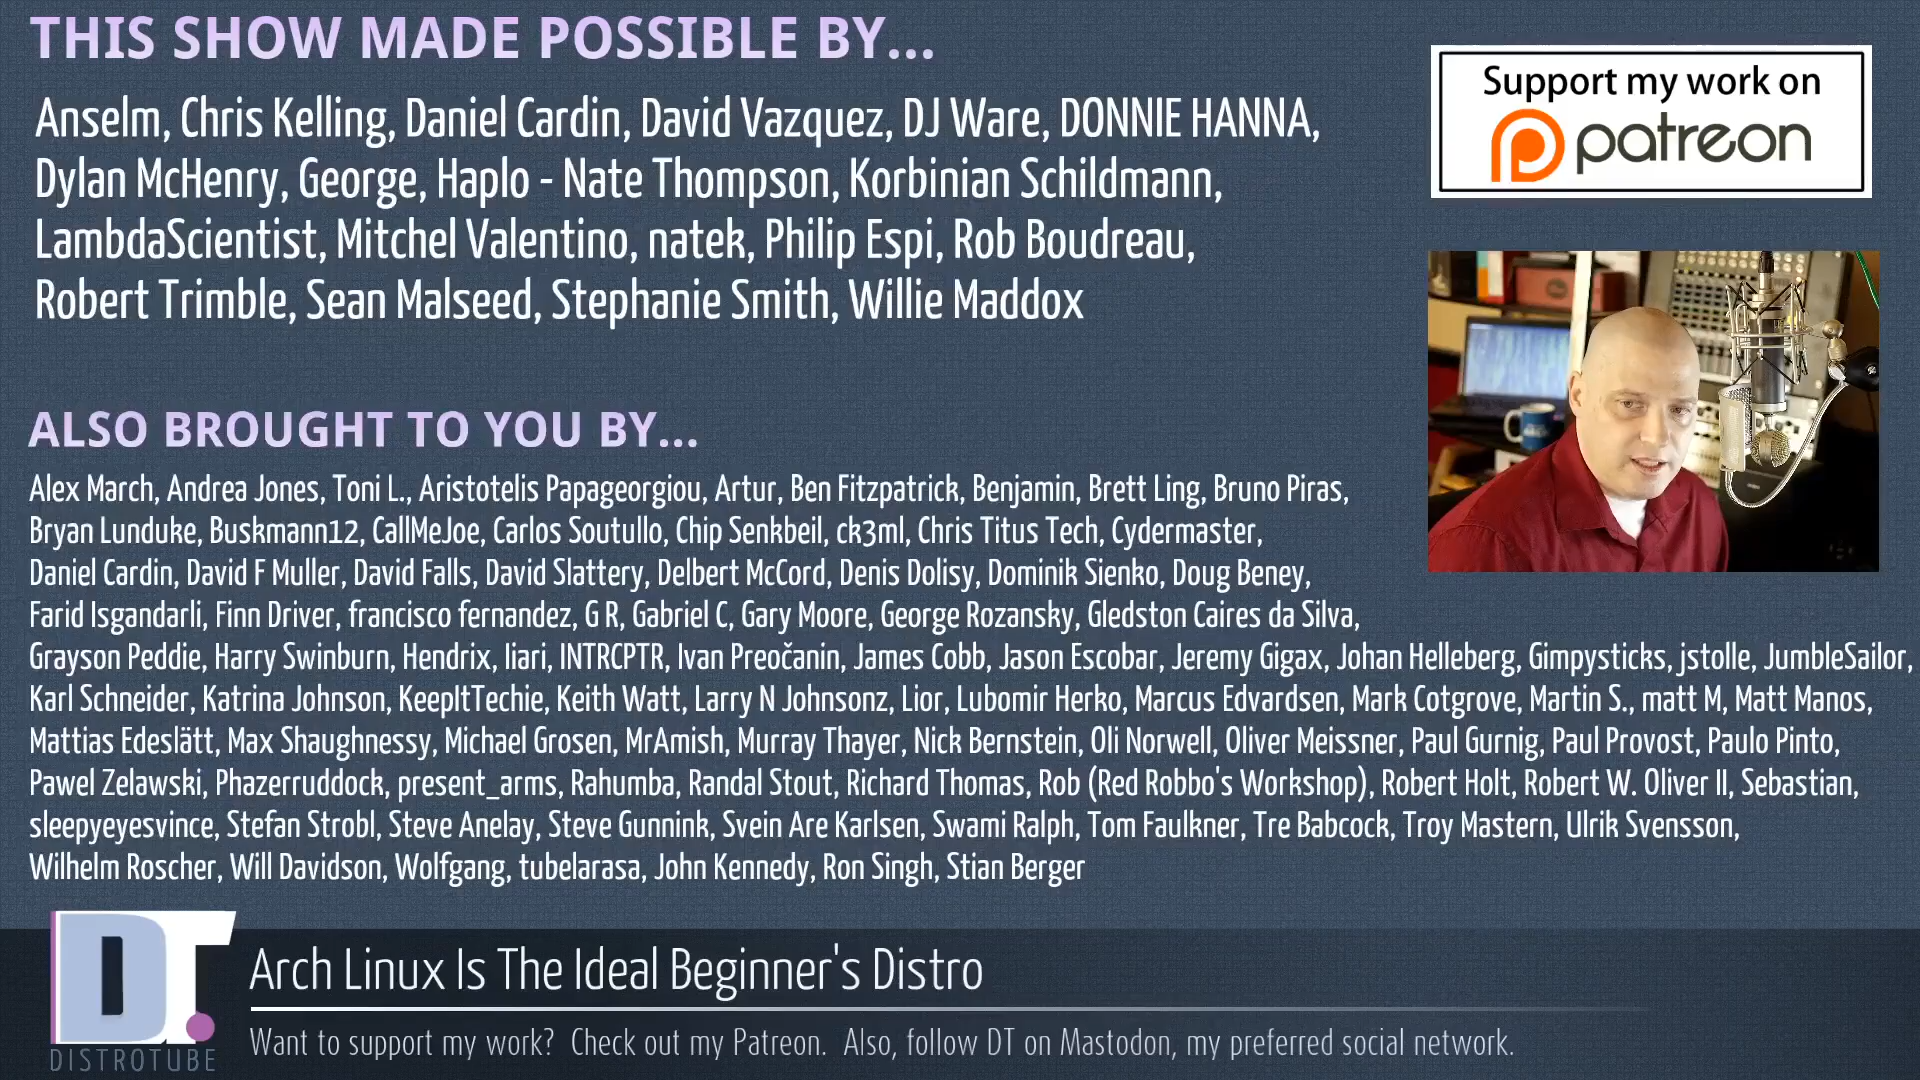 THIS SHOW MADE POSSIBLE BY...
Anselm, Chris Kelling, Daniel Cardin, David Vazquez, DJ Ware, DONNIE HANNA,
Dylan McHenry, George, Haplo - Nate Thompson, Korbinian Schildmann,
LambdaScientist, Mitchel Valentino, natek, Philip Espi, Rob Boudreau,
Robert Trimble, Sean Malseed, Stephanie Smith, Willie Maddox
Support my work on
patreon
ALSO BROUGHT TO YOU BY...
Alex March, Andrea Jones, Toni L., Aristotelis Papageorgiou, Artur, Ben Fitzpatrick, Benjamin, Brett Ling, Bruno Piras,
Bryan Lunduke, Buskmann12, CallMeJoe, Carlos Soutullo, Chip Senkbeil, ck3ml, Chris Titus Tech, Cydermaster,
Daniel Cardin, David F Muller, David Falls, David Slattery, Delbert McCord, Denis Dolisy, Dominik Sienko, Doug Beney,
Farid Isgandarli, Finn Driver, francisco fernandez, G R, Gabriel C, Gary Moore, George Rozansky, Gledston Caires da Silva,
Grayson Peddie, Harry Swinburn, Hendrix, liari, INTRCPTR, Ivan Preočanin, James Cobb, Jason Escobar, Jeremy Gigax, Johan Helleberg, Gimpysticks, jstolle, JumbleSailor,
Karl Schneider, Katrina Johnson, KeepItTechie, Keith Watt, Larry N Johnsonz, Lior, Lubomir Herko, Marcus Edvardsen, Mark Cotgrove, Martin S., matt M, Matt Manos,
Mattias Edeslätt, Max Shaughnessy, Michael Grosen, MrAmish, Murray Thayer, Nick Bernstein, Oli Norwell, Oliver Meissner, Paul Gurnig, Paul Provost, Paulo Pinto,
Pawel Zelawski, Phazerruddock, present_arms, Rahumba, Randal Stout, Richard Thomas, Rob (Red Robbo's Workshop), Robert Holt, Robert W. Oliver II, Sebastian,
sleepyeyesvince, Stefan Strobl, Steve Anelay, Steve Gunnink, Svein Are Karlsen, Swami Ralph, Tom Faulkner, Tre Babcock, Troy Mastern, Ulrik Svensson,
Wilhelm Roscher, Will Davidson, Wolfgang, tubelarasa, John Kennedy, Ron Singh, Stian Berger
DT
DISTROTUBE
Arch Linux Is The Ideal Beginner's Distro
Want to support my work? Check out my Patreon. Also, follow DT on Mastodon, my preferred social network.